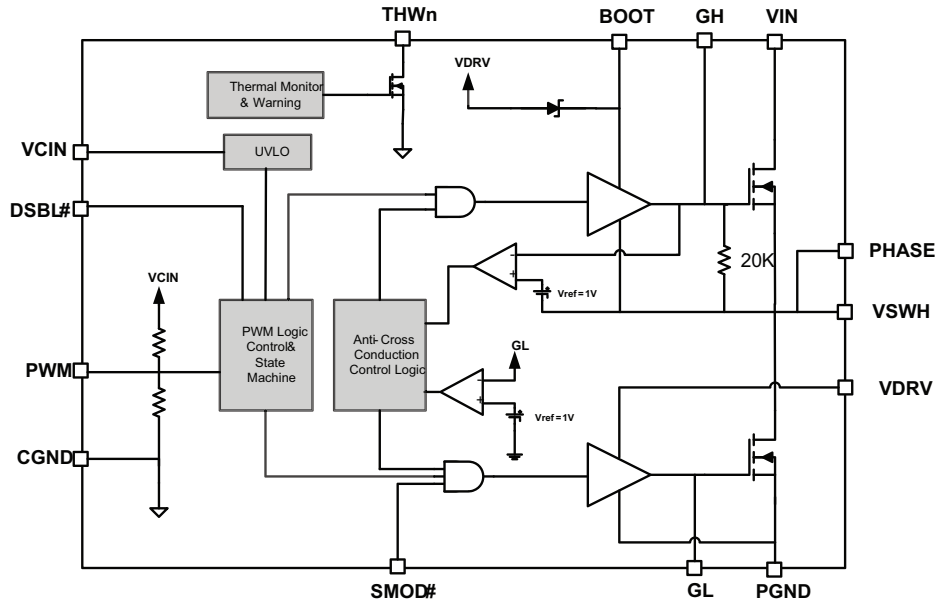 THWn
BOOT
GH
VIN
VDRV
Thermal Monitor
& Warning
VCIN
UVLO
DSBL#
PHASE
20K
VCIN
Vref = 1V
VSWH
PWM Logic
Control&
State
Machine
Anti- Cross
Conduction
Control Logic
GL
PWM
VDRV
Vref = 1V
CGND
SMOD#
GL
PGND